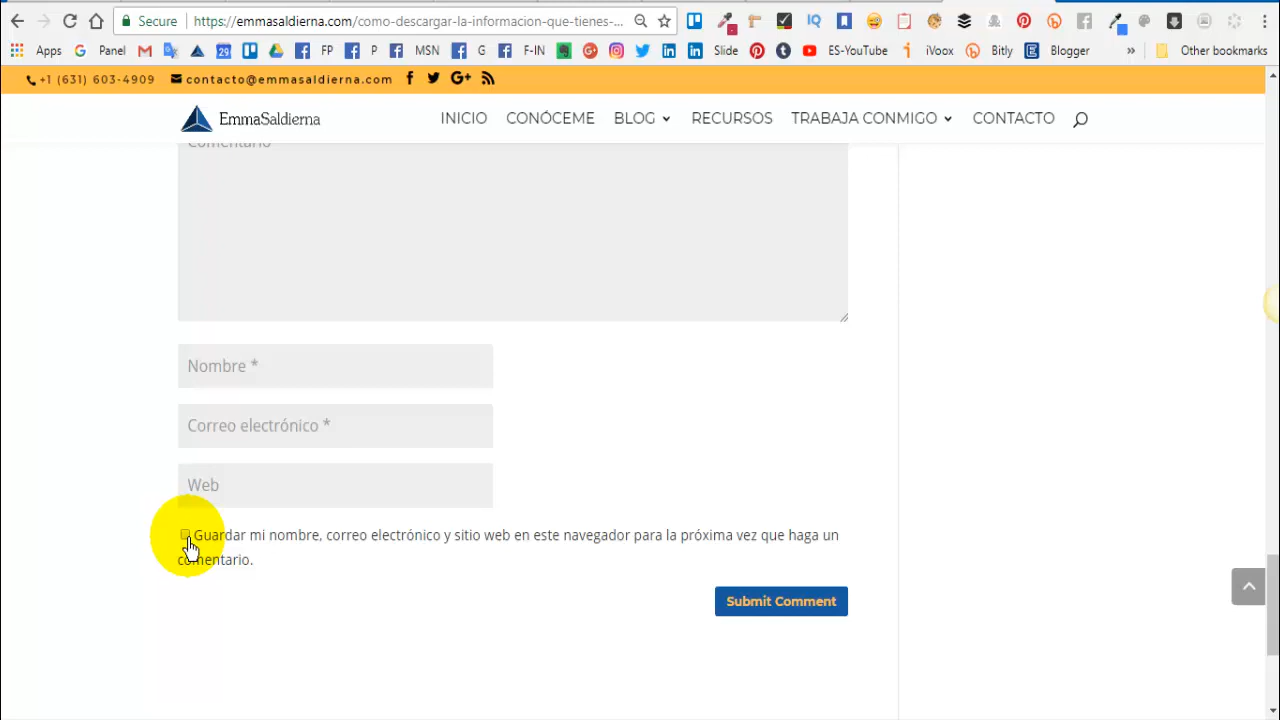 Secure https://emmasaldierna.com/como-descargar-la-informacion-que-tienes-...
Apps Panel FP P MSN G F-IN Slide ES-YouTube iVoox Bitly Blogger » Other bookmarks
+1 (631) 603-4909 contacto@emmasaldierna.com
EmmaSaldierna INICIO CONÓCEME BLOG RECURSOS TRABAJA CONMIGO CONTACTO
Comentario
Nombre *
Correo electrónico *
Web
Guardar mi nombre, correo electrónico y sitio web en este navegador para la próxima vez que haga un
comentario.
Submit Comment